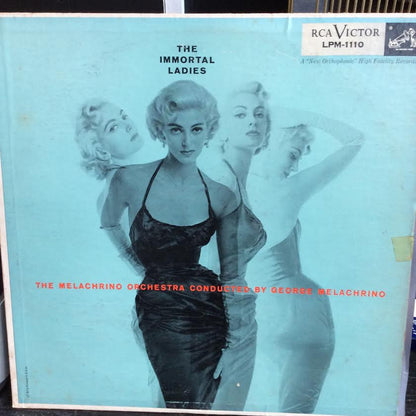 THE
IMMORTAL
LADIES
RCA VICTOR
LPM-1110
A "New Orthophonic" High Fidelity Recording
THE MELACHRINO ORCHESTRA CONDUCTED BY GEORGE MELACHRINO